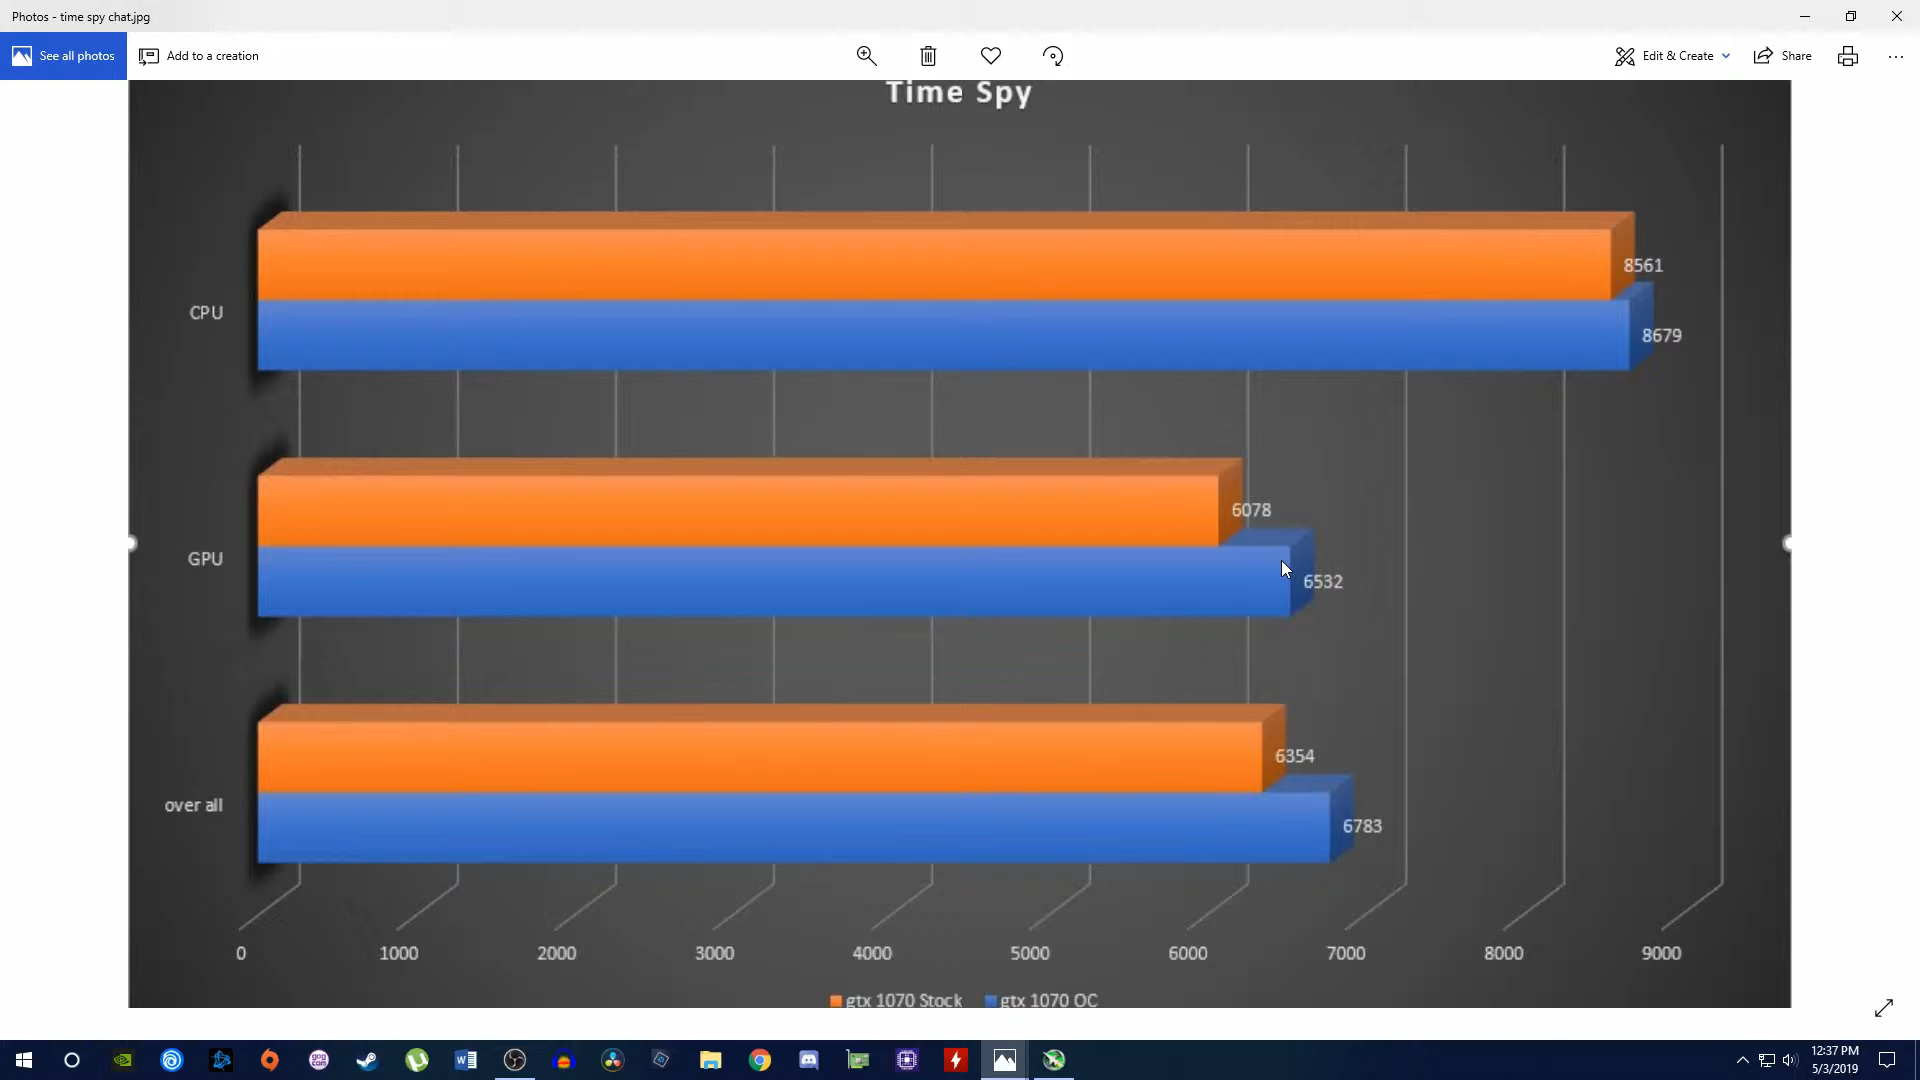 Photos - time spy chat.jpg
See all photos
Add to a creation
Edit & Create
Share
Time Spy
8561
CPU
8679
6078
GPU
6532
6354
over all
6783
0 1000 2000 3000 4000 5000 6000 7000 8000 9000
gtx 1070 Stock gtx 1070 OC
12:37 PM
5/3/2019